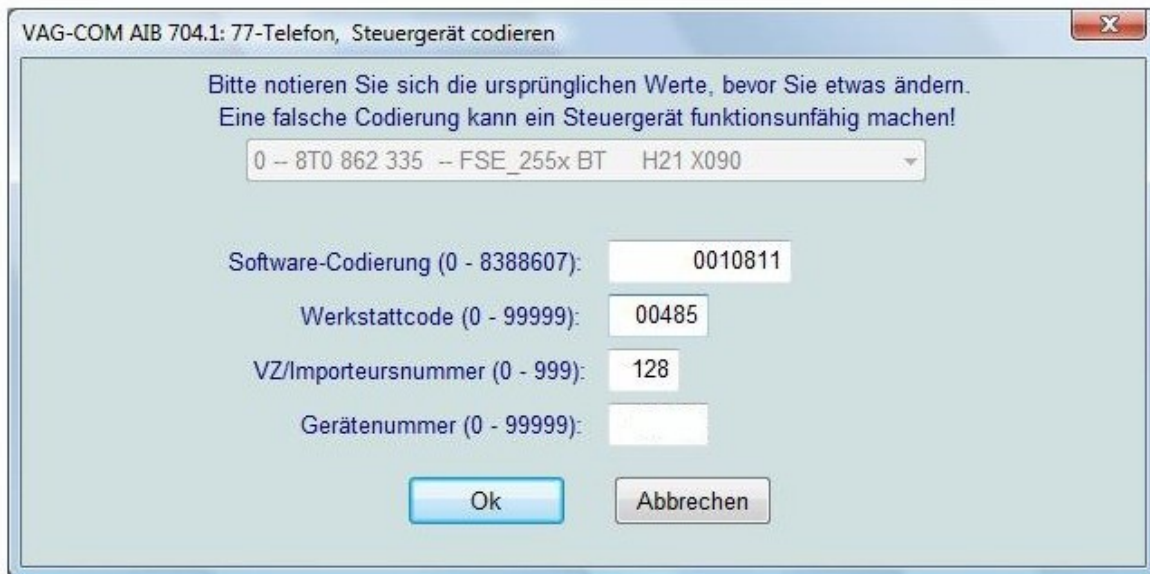 VAG-COM AIB 704.1: 77-Telefon, Steuergerät codieren
X
Bitte notieren Sie sich die ursprünglichen Werte, bevor Sie etwas ändern.
Eine falsche Codierung kann ein Steuergerät funktionsunfähig machen!
0 -- 8T0 862 335 -- FSE_255x BT H21 X090
Software-Codierung (0 - 8388607): 0010811
Werkstattcode (0 - 99999): 00485
VZ/Importeursnummer (0 - 999): 128
Gerätenummer (0 - 99999):
Ok Abbrechen